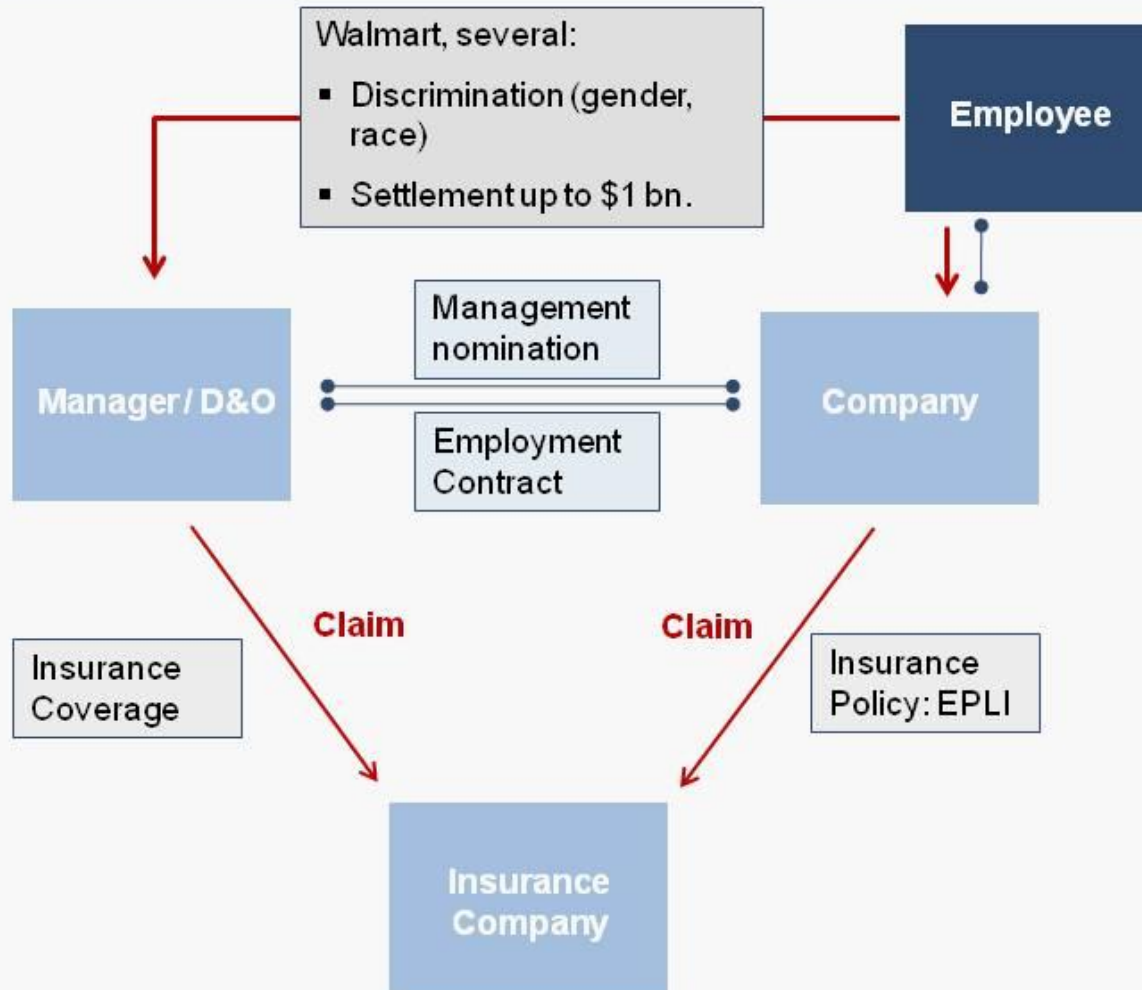 Walmart, several:
▪ Discrimination (gender,
race)
▪ Settlement up to $1 bn.
Employee
Management
nomination
Manager / D&O
Company
Employment
Contract
Claim
Claim
Insurance
Coverage
Insurance
Policy: EPLI
Insurance
Company